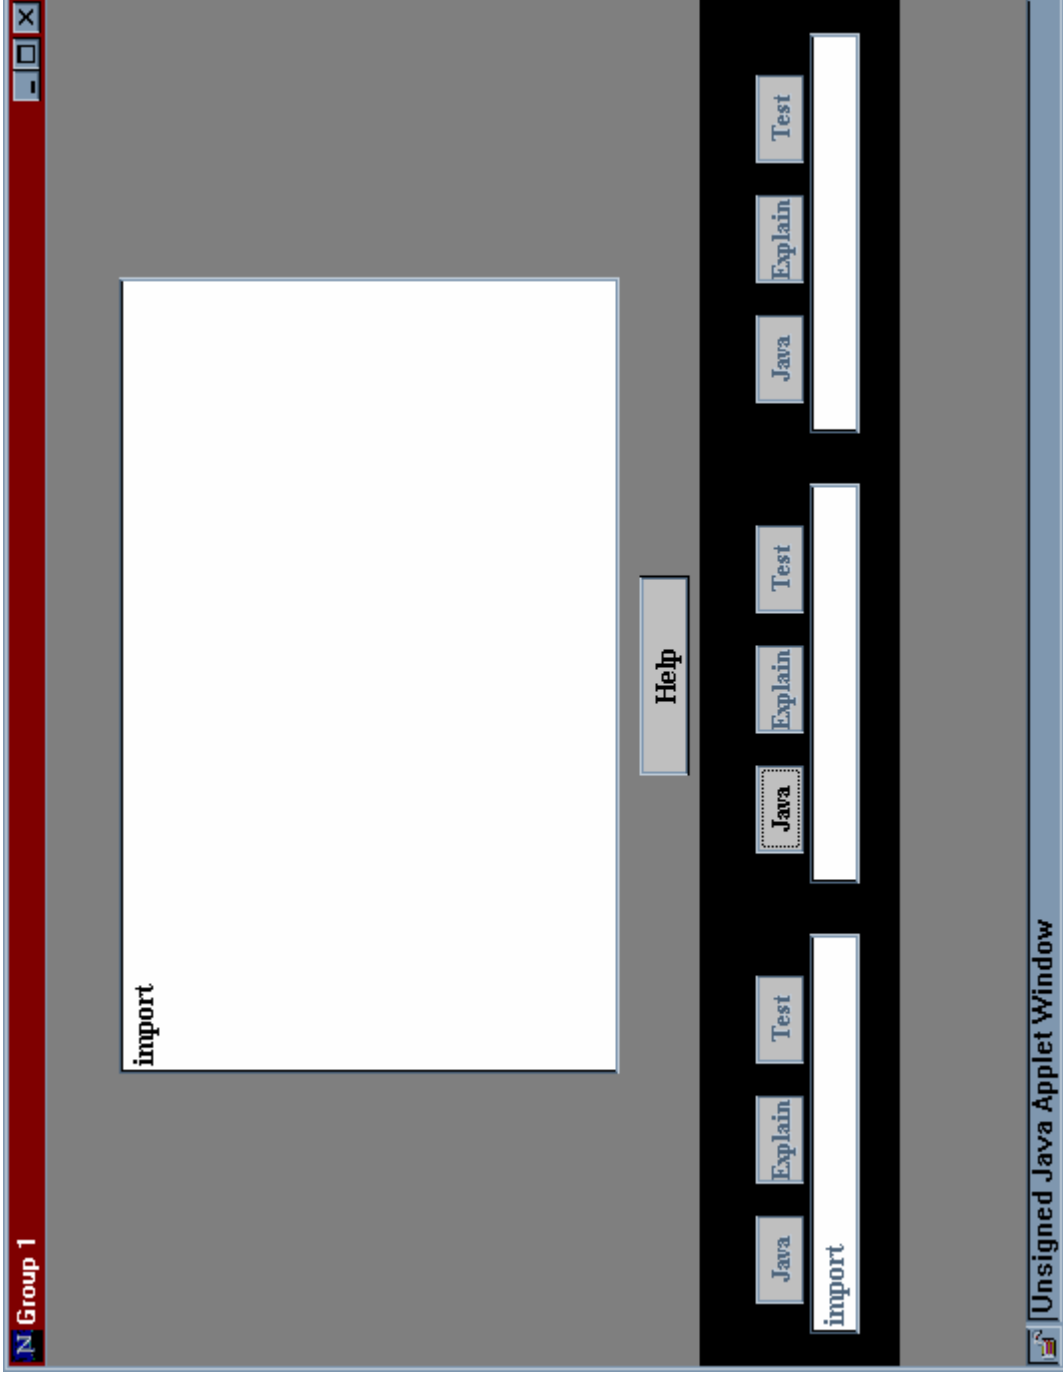 Group 1
import
Help
Java Explain Test Java Explain Test Java Explain Test
import
Unsigned Java Applet Window